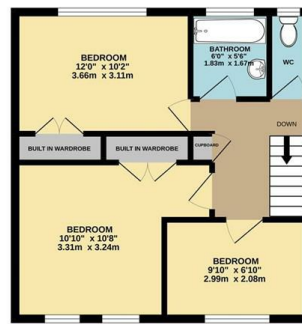 BEDROOM
12'0" x 10'2"
3.66m x 3.11m
BATHROOM
6'0" x 5'6"
1.83m x 1.67m
WC
DOWN
BUILT IN WARDROBE
BUILT IN WARDROBE
CUPBOARD
BEDROOM
10'10" x 10'8"
3.31m x 3.24m
BEDROOM
9'10" x 6'10"
2.99m x 2.08m